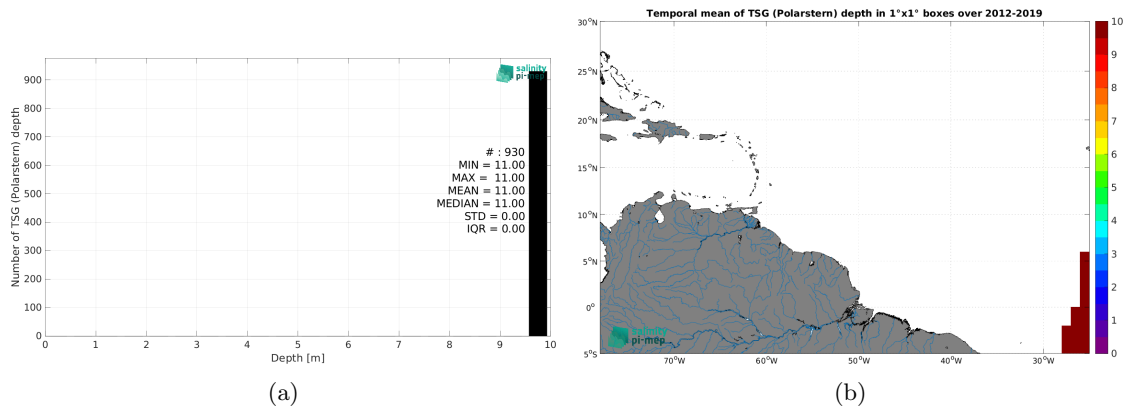 900
800
700
600
500
400
300
200
100
0
Number of TSG (Polarstern) depth
salinity
pi-mep
# : 930
MIN = 11.00
MAX = 11.00
MEAN = 11.00
MEDIAN = 11.00
STD = 0.00
IQR = 0.00
0 1 2 3 4 5 6 7 8 9 10
Depth [m]
(a)
Temporal mean of TSG (Polarstern) depth in 1°x1° boxes over 2012-2019
30°N
25°N
20°N
15°N
10°N
5°N
0°
5°S
salinity
pi-mep
70°W 60°W 50°W 40°W 30°W
10
9
8
7
6
5
4
3
2
1
0
(b)